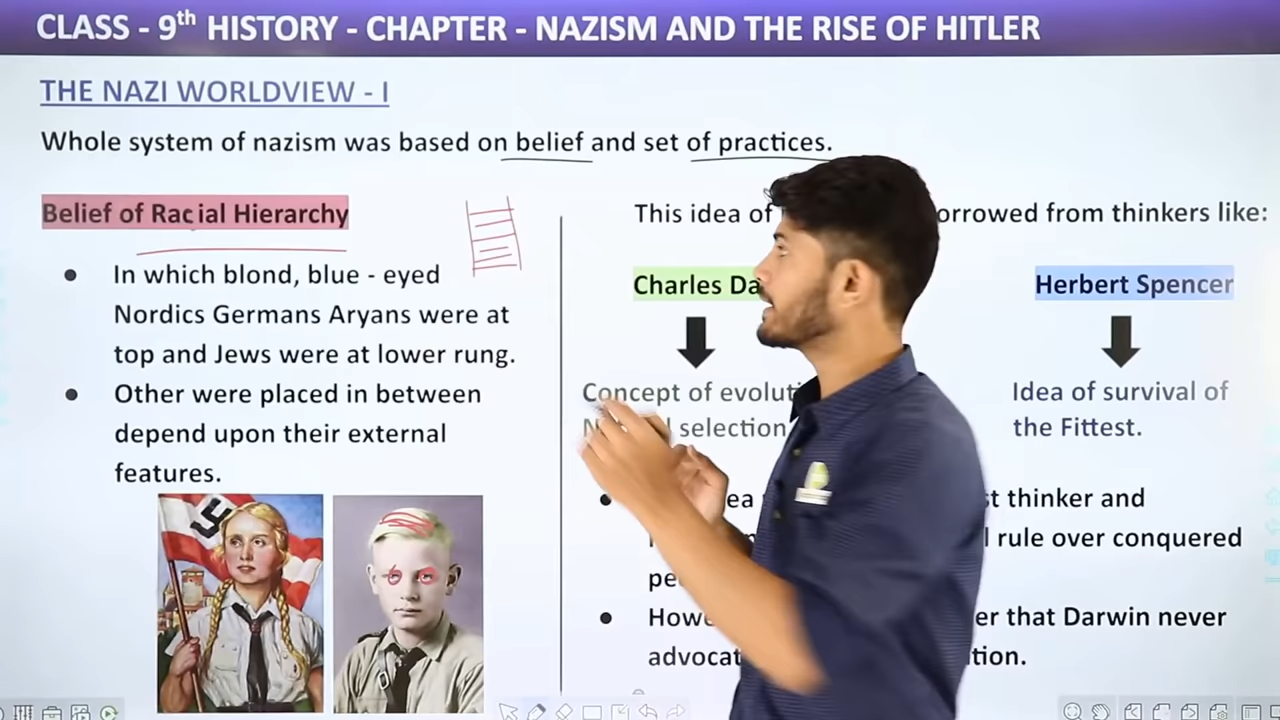 CLASS - 9th HISTORY - CHAPTER - NAZISM AND THE RISE OF HITLER
THE NAZI WORLDVIEW - I
Whole system of nazism was based on belief and set of practices.
Belief of Racial Hierarchy
In which blond, blue - eyed
Nordics Germans Aryans were at
top and Jews were at lower rung.
Other were placed in between
depend upon their external
features.
This idea of orrowed from thinkers like:
Charles Da
Concept of evoluti
selection
Herbert Spencer
Idea of survival of
the Fittest.
ea st thinker and
rule over conquered
pe
Howe er that Darwin never
advocat tion.